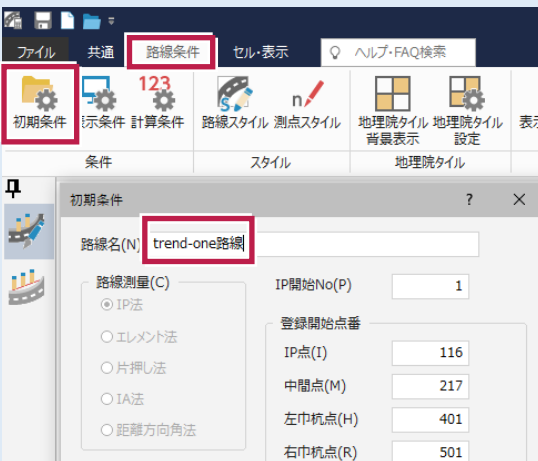 ファイル 共通 路線条件 セル・表示 ヘルプ・FAQ検索
123
n
初期条件 示条件 計算条件 路線スタイル 測点スタイル 地理院タイル 地理院タイル
背景表示 設定
条件 スタイル 地理院タイル
初期条件 ?
路線名(N) trend-one路線
路線測量(C) IP開始No(P) 1
IP法 登録開始点番
エレメント法 IP点(I) 116
片押し法 中間点(M) 217
IA法 左巾杭点(H) 401
距離方向角法 右巾杭点(R) 501